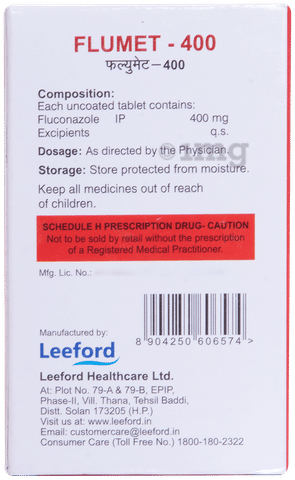 FLUMET - 400
फल्युमेट-400
Composition:
Each uncoated tablet contains:
Fluconazole IP 400 mg
Excipients q.s.
Dosage: As directed by the Physician.
1mg
Storage: Store protected from moisture.
Keep all medicines out of reach
of children.
SCHEDULE H PRESCRIPTION DRUG- CAUTION
Not to be sold by retail without the prescription
of a Registered Medical Practitioner.
Mfg. Lic. No.:
8 904250 606574 >
Manufactured by:
Leeford
Leeford Healthcare Ltd.
At: Plot No. 79-A & 79-B, EPIP,
Phase-II, Vill. Thana, Tehsil Baddi,
Distt. Solan 173205 (H.P.)
Visit us at: www.leeford.in
Email: customercare@leeford.in
Consumer Care (Toll Free No.) 1800-180-2322